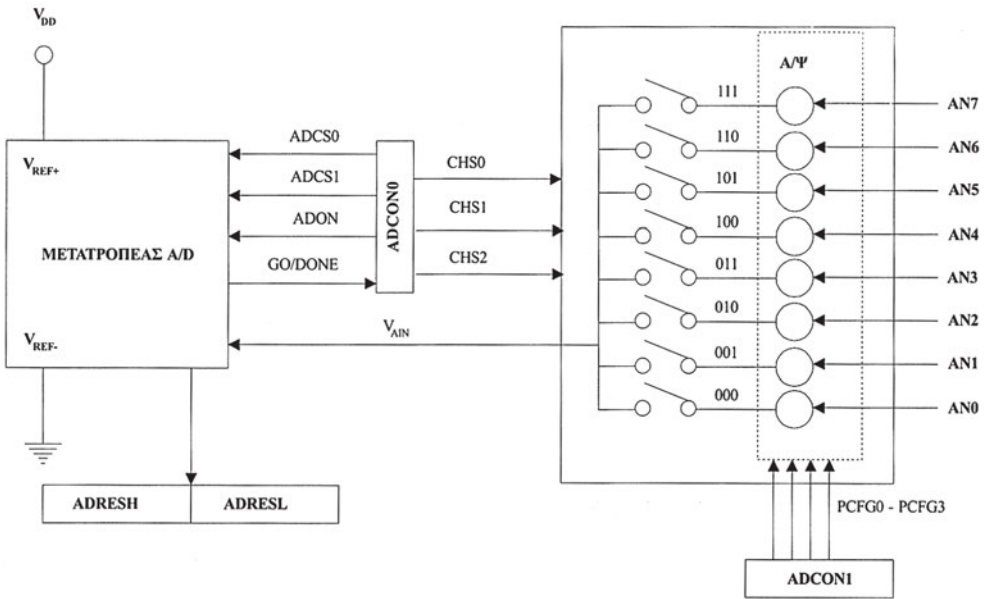 VDD
VREF+
ΜΕΤΑΤΡΟΠΕΑΣ A/D
VREF-
ADRESH
ADRESL
ADCS0
ADCS1
ADON
GO/DONE
VAIN
ADCON0
CHS0
CHS1
CHS2
Α/Ψ
111
110
101
100
011
010
001
000
AN7
AN6
AN5
AN4
AN3
AN2
AN1
AN0
PCFG0 - PCFG3
ADCON1